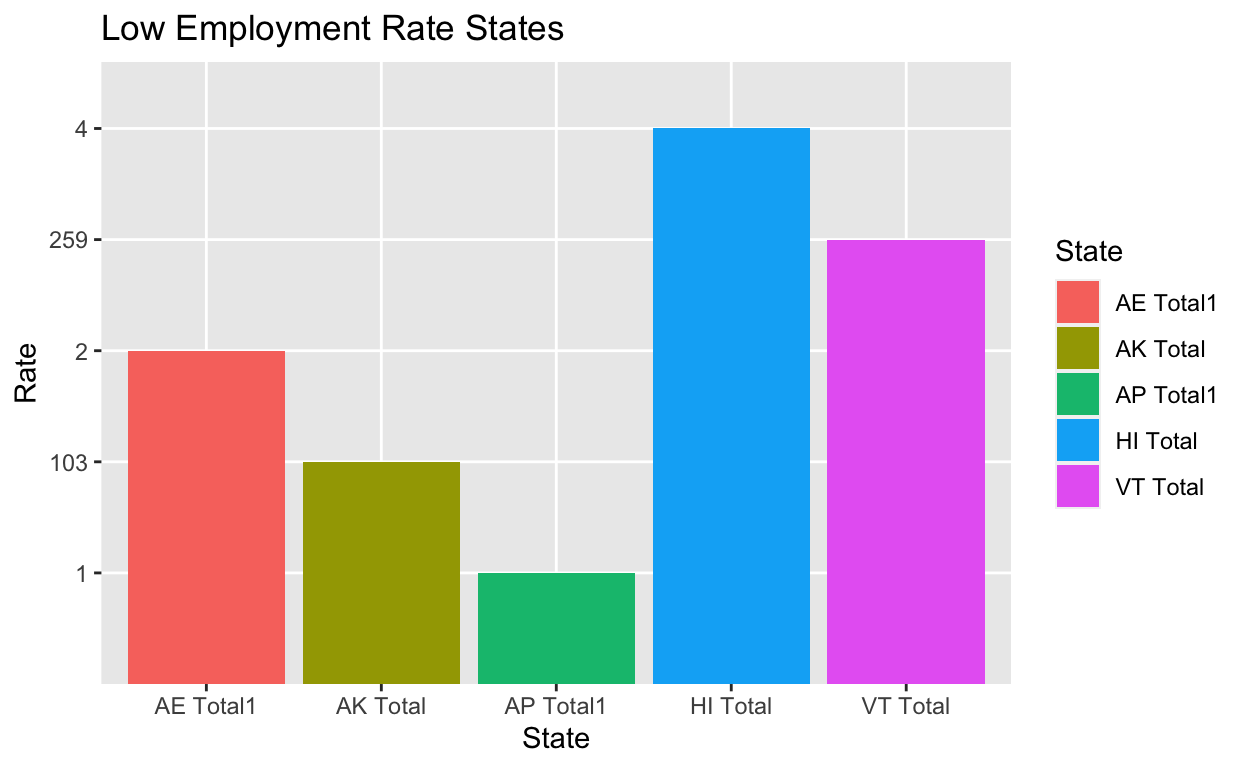 Low Employment Rate States
4
259
2
103
1
Rate
AE Total1
AK Total
AP Total1
HI Total
VT Total
State
State
AE Total1
AK Total
AP Total1
HI Total
VT Total